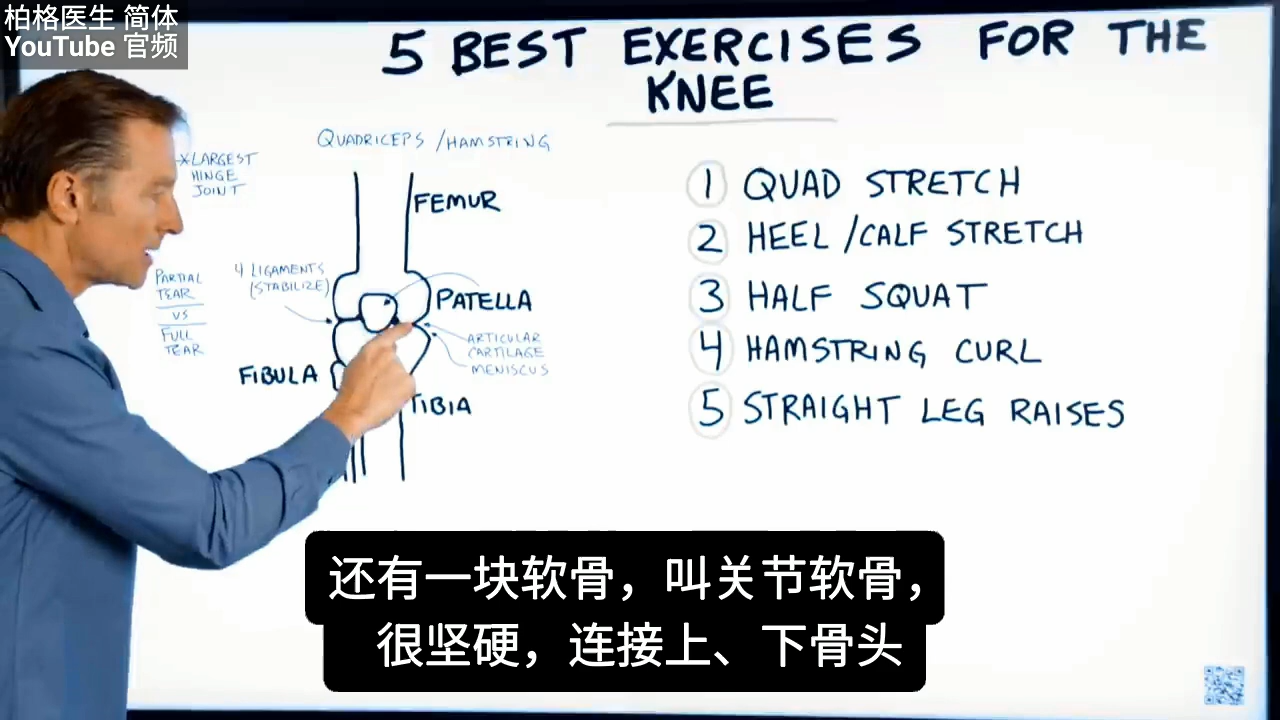 柏格医生 简体
YouTube 官频
5 BEST EXERCISES FOR THE
KNEE
QUADRICEPS /HAMSTRING
*LARGEST
HINGE
JOINT
FEMUR
4 LIGAMENTS
(STABILIZE)
PARTIAL
TEAR
VS
FULL
TEAR
PATELLA
ARTICULAR
CARTILAGE
MENISCUS
FIBULA
TIBIA
1 QUAD STRETCH
2 HEEL /CALF STRETCH
3 HALF SQUAT
4 HAMSTRING CURL
5 STRAIGHT LEG RAISES
还有一块软骨，叫关节软骨，
很坚硬，连接上、下骨头